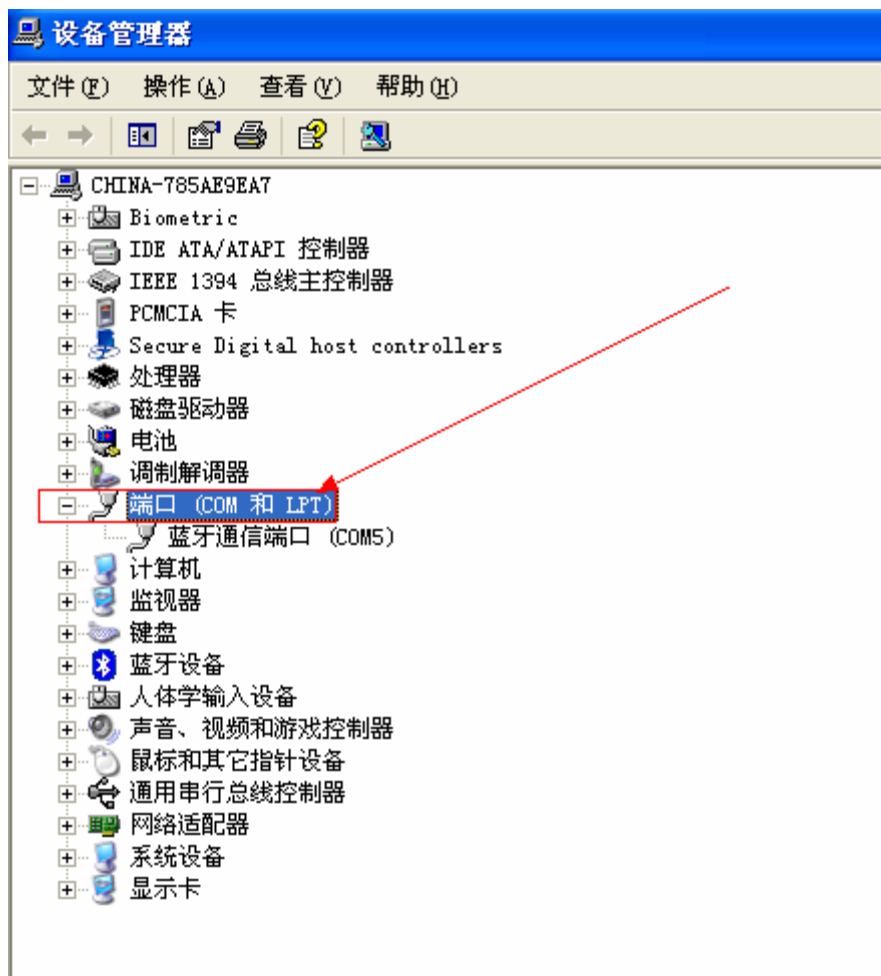 设备管理器
文件(F) 操作(A) 查看(V) 帮助(H)
CHINA-785AE9EA7
Biometric
IDE ATA/ATAPI 控制器
IEEE 1394 总线主控制器
PCMCIA 卡
Secure Digital host controllers
处理器
磁盘驱动器
电池
调制解调器
端口 (COM 和 LPT)
蓝牙通信端口 (COM5)
计算机
监视器
键盘
蓝牙设备
人体学输入设备
声音、视频和游戏控制器
鼠标和其它指针设备
通用串行总线控制器
网络适配器
系统设备
显示卡